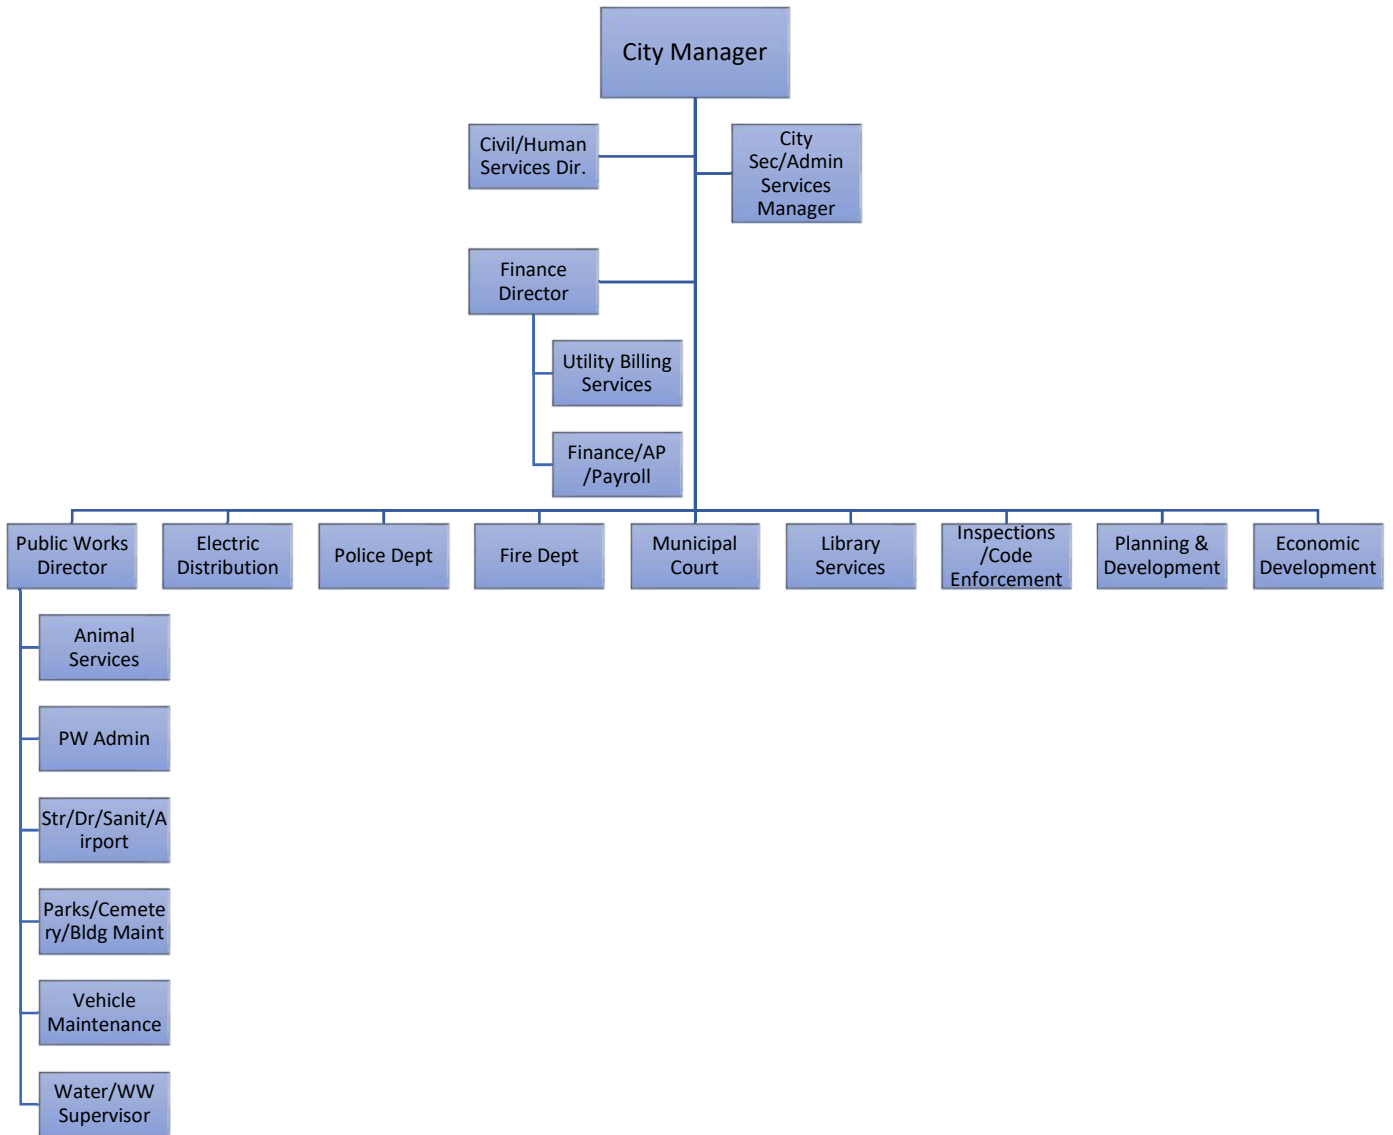 City Manager
Civil/Human
Services Dir.
City
Sec/Admin
Services
Manager
Finance
Director
Utility Billing
Services
Finance/AP
/Payroll
Public Works
Director
Electric
Distribution
Police Dept
Fire Dept
Municipal
Court
Library
Services
Inspections
/Code
Enforcement
Planning &
Development
Economic
Development
Animal
Services
PW Admin
Str/Dr/Sanit/A
irport
Parks/Cemete
ry/Bldg Maint
Vehicle
Maintenance
Water/WW
Supervisor